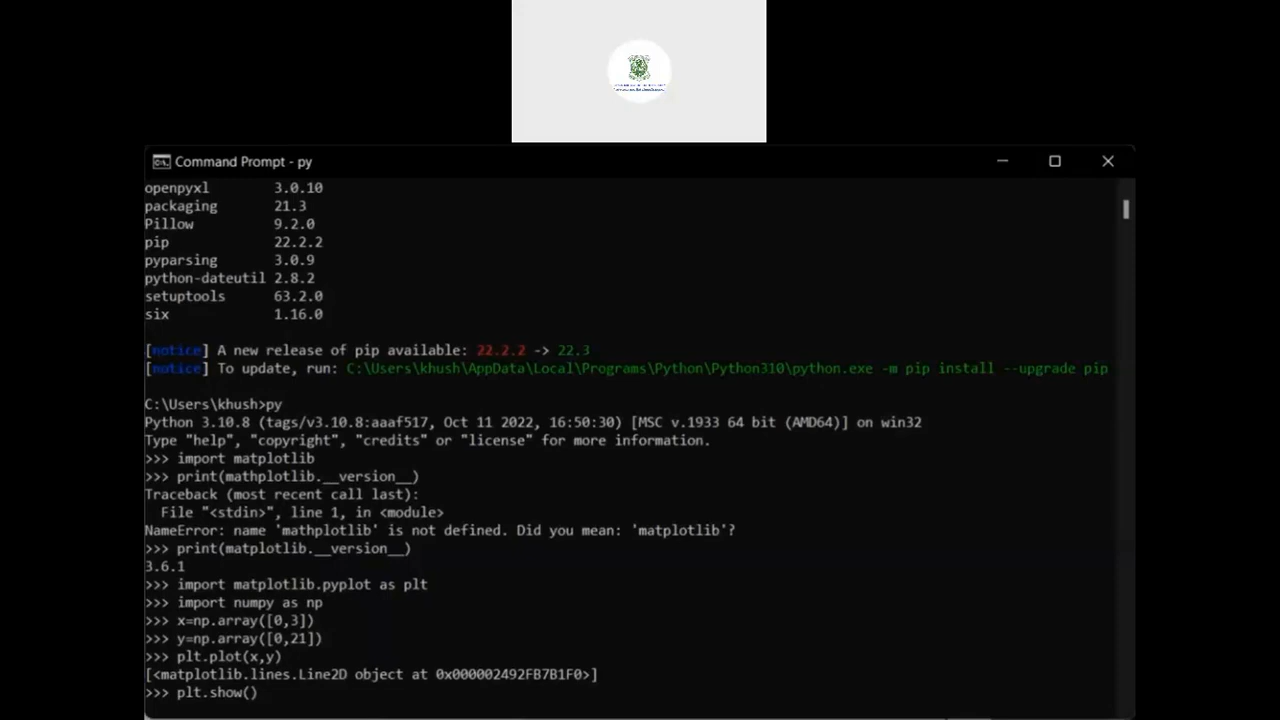 Command Prompt - py
openpyxl 3.0.10
packaging 21.3
Pillow 9.2.0
pip 22.2.2
pyparsing 3.0.9
python-dateutil 2.8.2
setuptools 63.2.0
six 1.16.0
[notice] A new release of pip available: 22.2.2 -> 22.3
[notice] To update, run: C:\Users\khush\AppData\Local\Programs\Python\Python310\python.exe -m pip install --upgrade pip
C:\Users\khush>py
Python 3.10.8 (tags/v3.10.8:aaaf517, Oct 11 2022, 16:50:30) [MSC v.1933 64 bit (AMD64)] on win32
Type "help", "copyright", "credits" or "license" for more information.
>>> import matplotlib
>>> print(mathplotlib.__version__)
Traceback (most recent call last):
  File "<stdin>", line 1, in <module>
NameError: name 'mathplotlib' is not defined. Did you mean: 'matplotlib'?
>>> print(matplotlib.__version__)
3.6.1
>>> import matplotlib.pyplot as plt
>>> import numpy as np
>>> x=np.array([0,3])
>>> y=np.array([0,21])
>>> plt.plot(x,y)
[<matplotlib.lines.Line2D object at 0x000002492FB7B1F0>]
>>> plt.show()